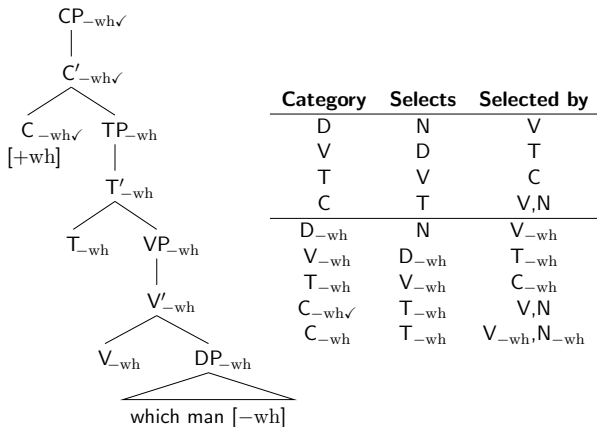 CP₋wh✓
C′₋wh✓
C₋wh✓ TP₋wh
[+wh]
T′₋wh
T₋wh VP₋wh
V′₋wh
V₋wh DP₋wh
which man [−wh]
Category Selects Selected by
D N V
V D T
T V C
C T V,N
D₋wh N V₋wh
V₋wh D₋wh T₋wh
T₋wh V₋wh C₋wh
C₋wh✓ T₋wh V,N
C₋wh T₋wh V₋wh,N₋wh